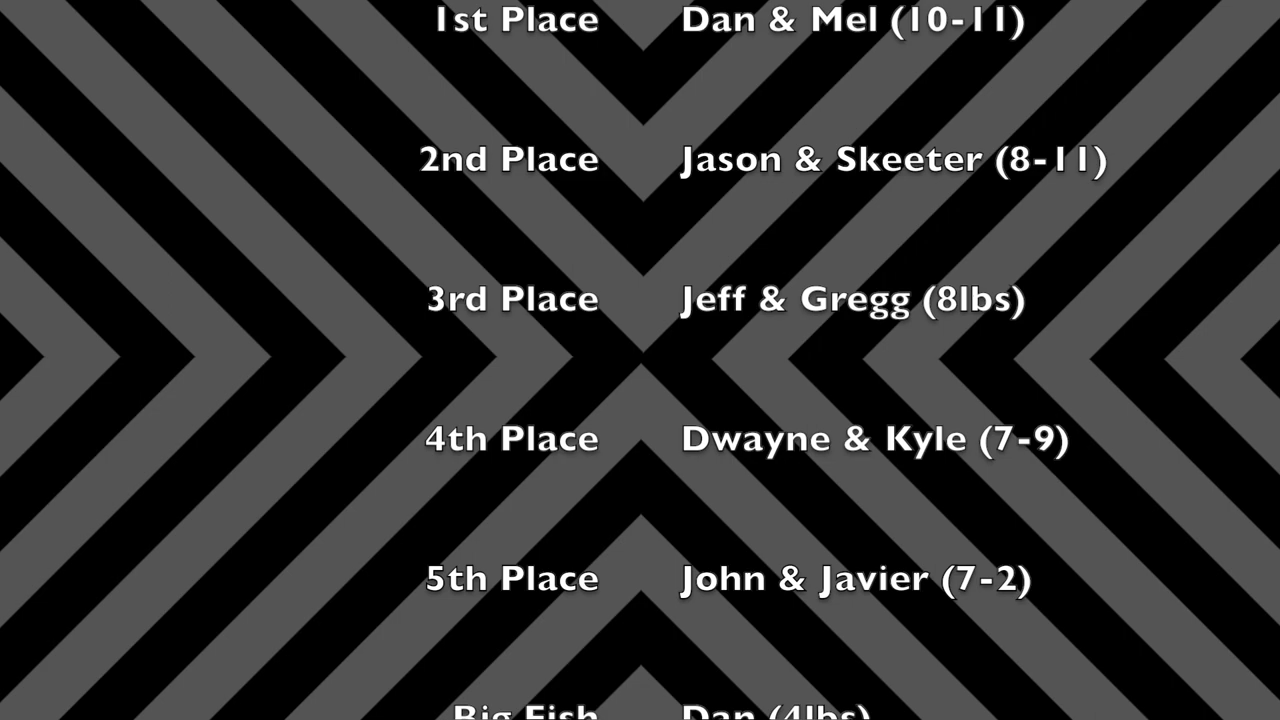 1st Place Dan & Mel (10-11)
2nd Place Jason & Skeeter (8-11)
3rd Place Jeff & Gregg (8lbs)
4th Place Dwayne & Kyle (7-9)
5th Place John & Javier (7-2)
Big Fish Dan (4lbs)